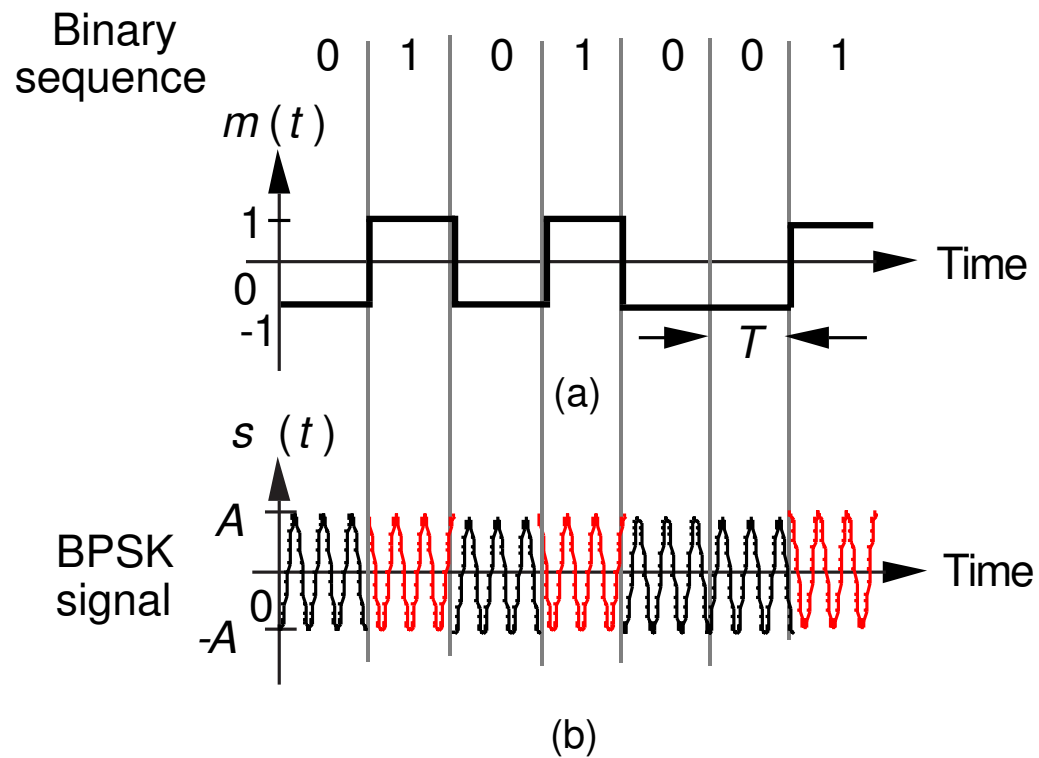 Binary
sequence
0 1 0 1 0 0 1
m(t)
1
0
-1
Time
T
(a)
s (t)
A
0
-A
BPSK
signal
Time
(b)